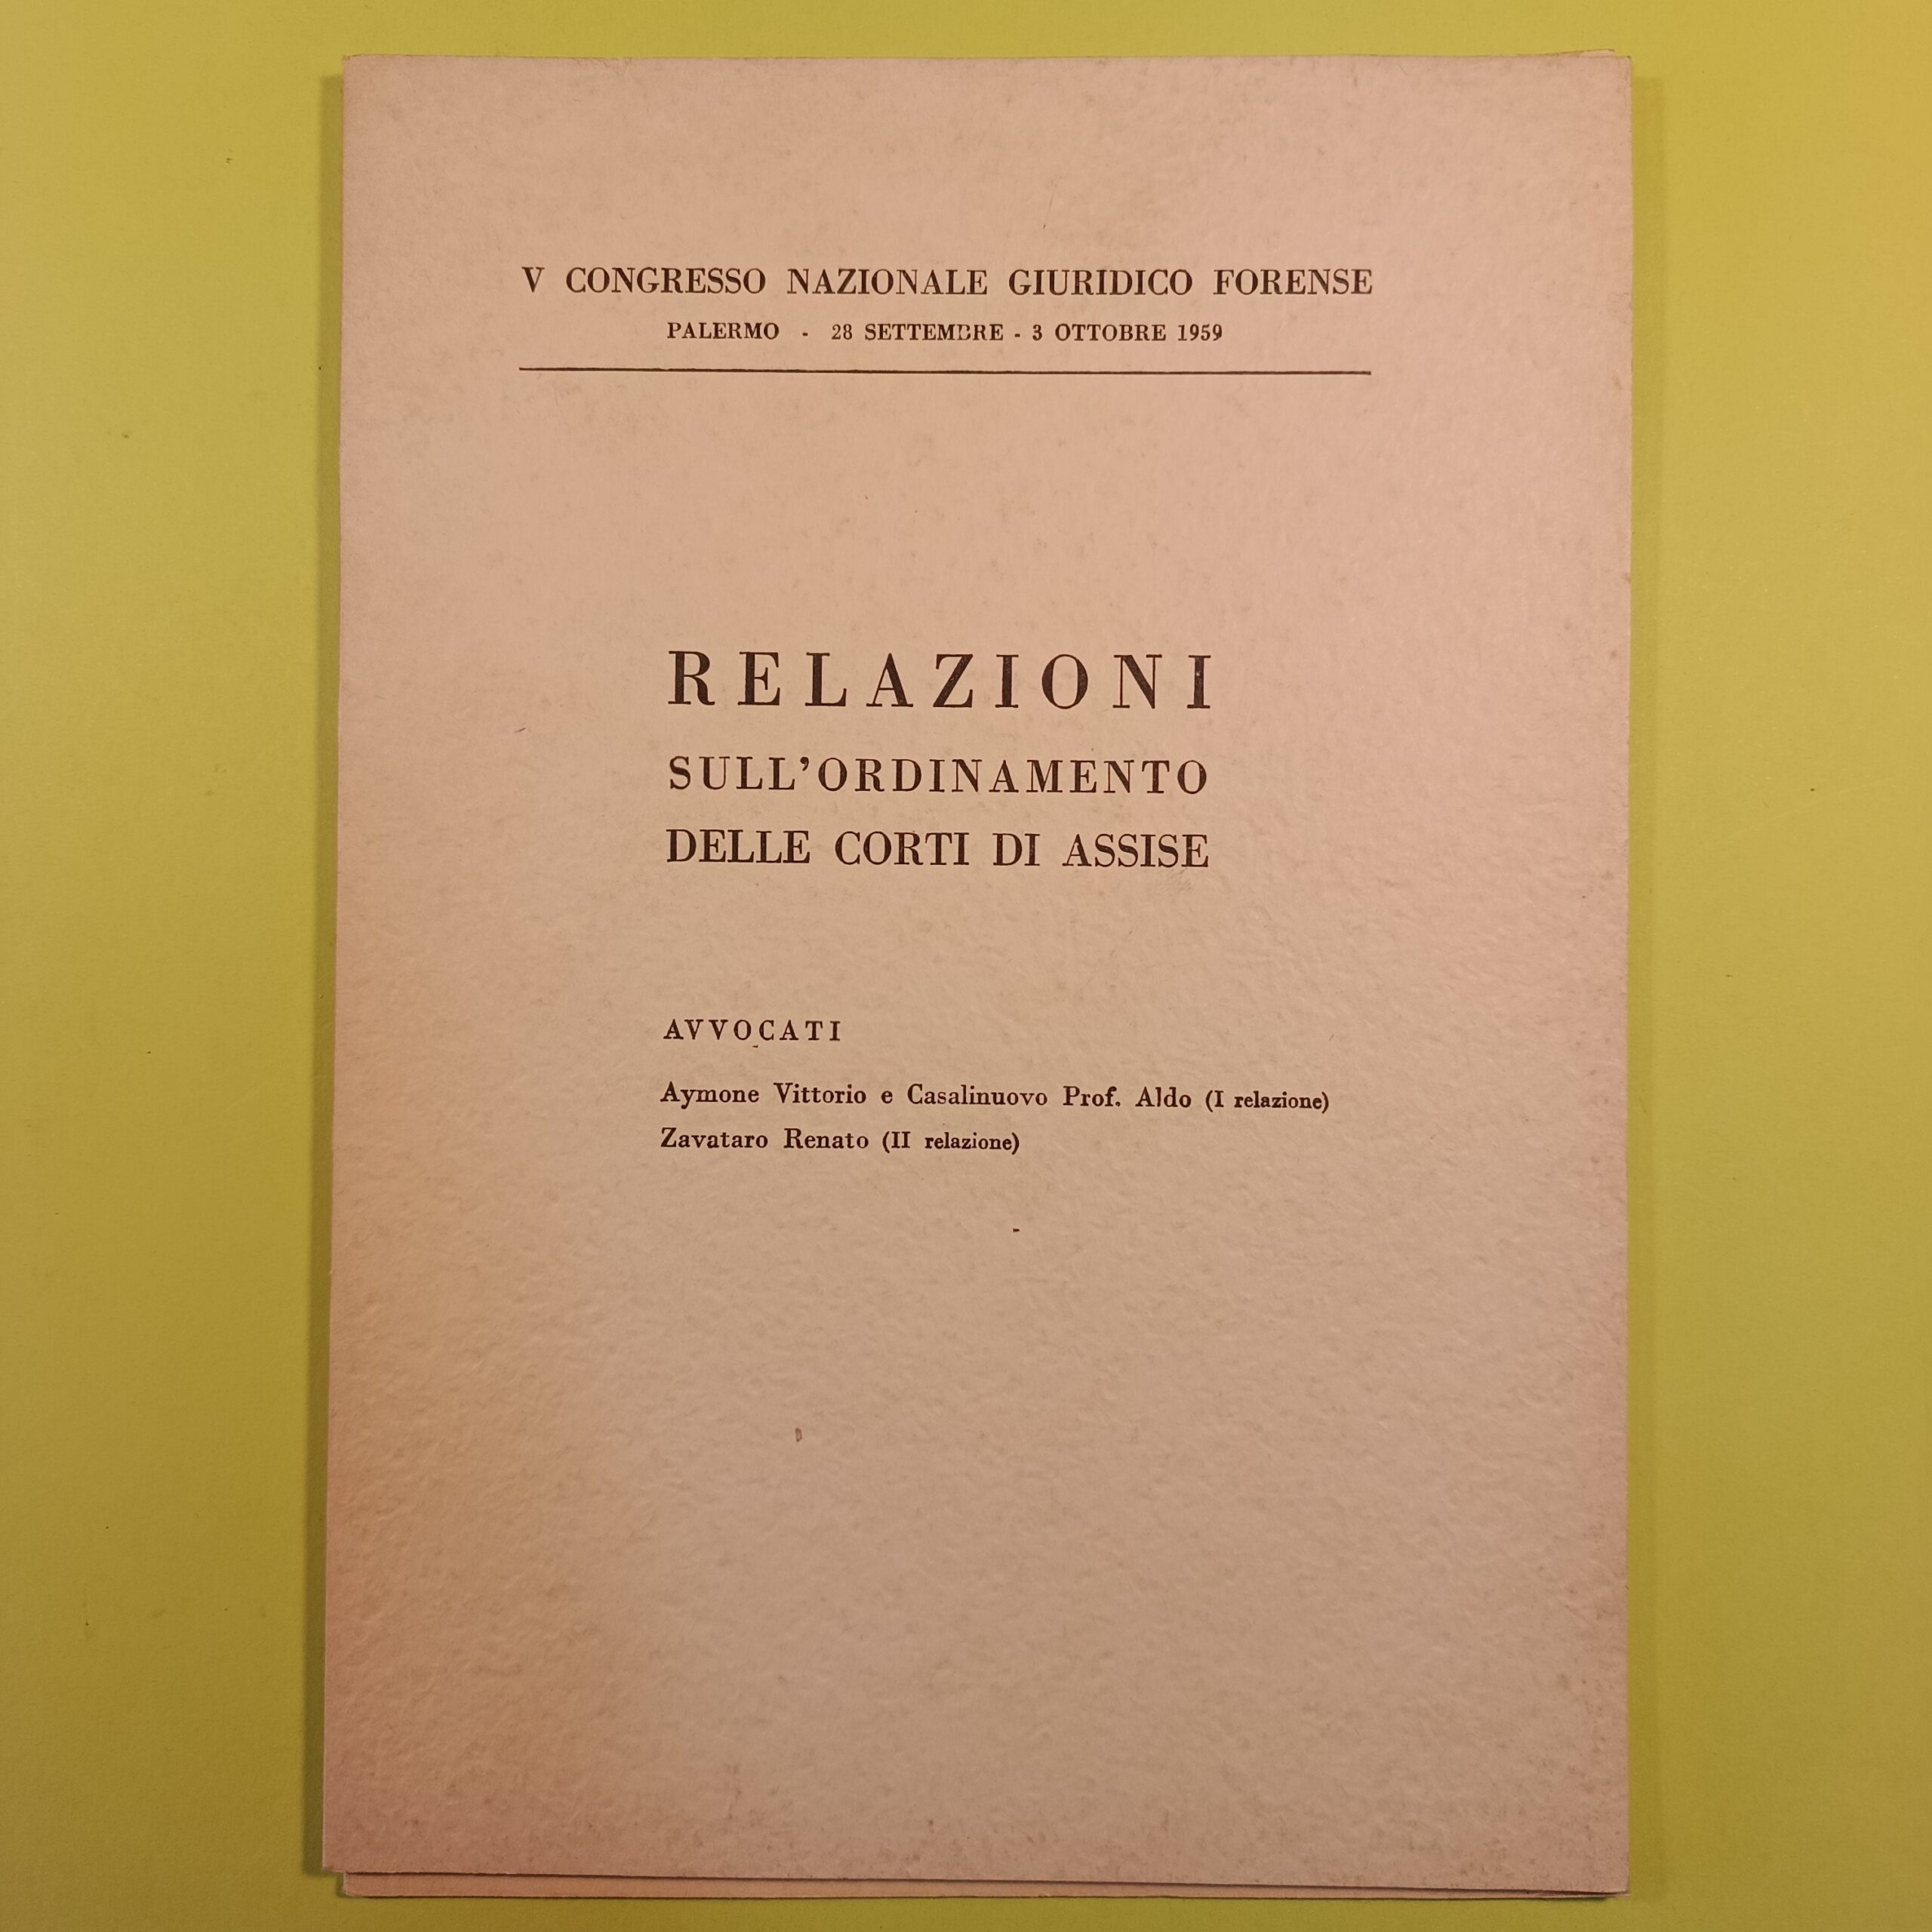 V CONGRESSO NAZIONALE GIURIDICO FORENSE
PALERMO - 28 SETTEMBRE - 3 OTTOBRE 1959
RELAZIONI
SULL'ORDINAMENTO
DELLE CORTI DI ASSISE
AVVOCATI
Aymone Vittorio e Casalinuovo Prof. Aldo (I relazione)
Zavataro Renato (II relazione)